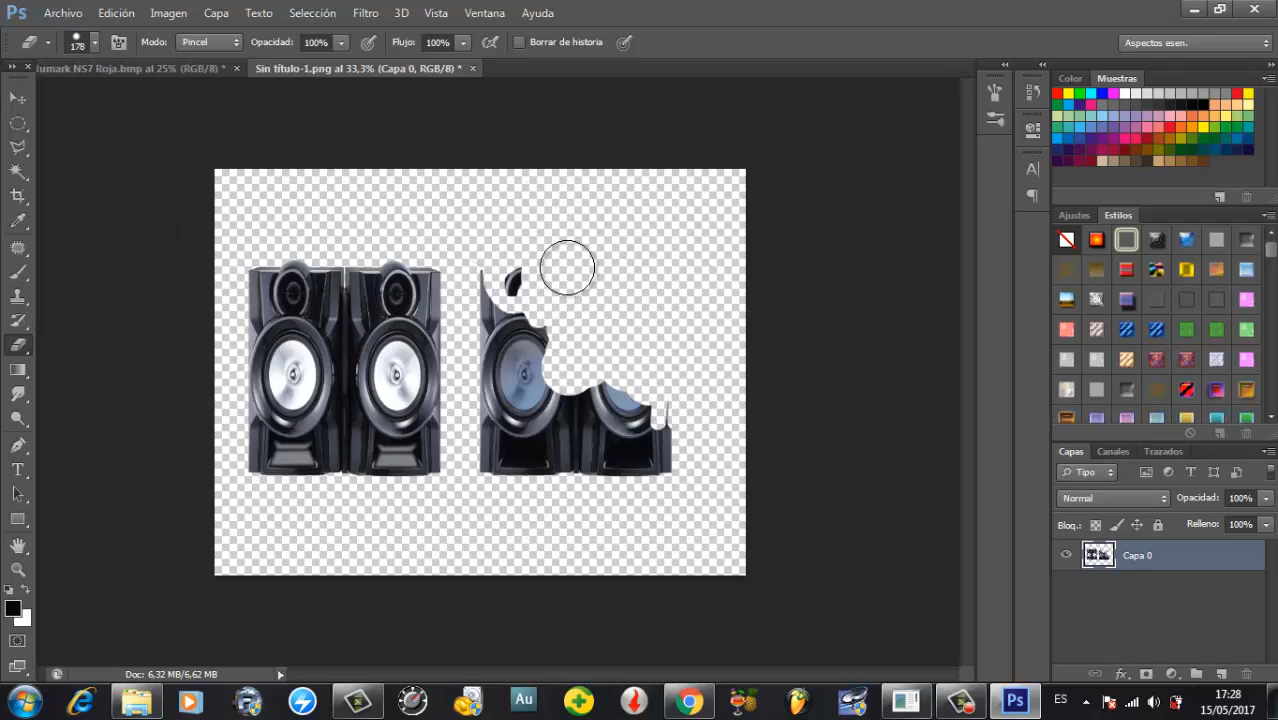 Ps Archivo Edición Imagen Capa Texto Selección Filtro 3D Vista Ventana Ayuda
178 Modo: Pincel Opacidad: 100% Flujo: 100% Borrar de historia Aspectos esen.
lumark NS7 Roja.bmp al 25% (RGB/8) * × Sin título-1.png al 33,3% (Capa 0, RGB/8) * ×
Color Muestras
Ajustes Estilos
Capas Canales Trazados
Tipo
Normal Opacidad: 100%
Bloq.: Relleno: 100%
Capa 0
Doc: 6,32 MB/6,62 MB
Au Ps ES 17:28
15/05/2017